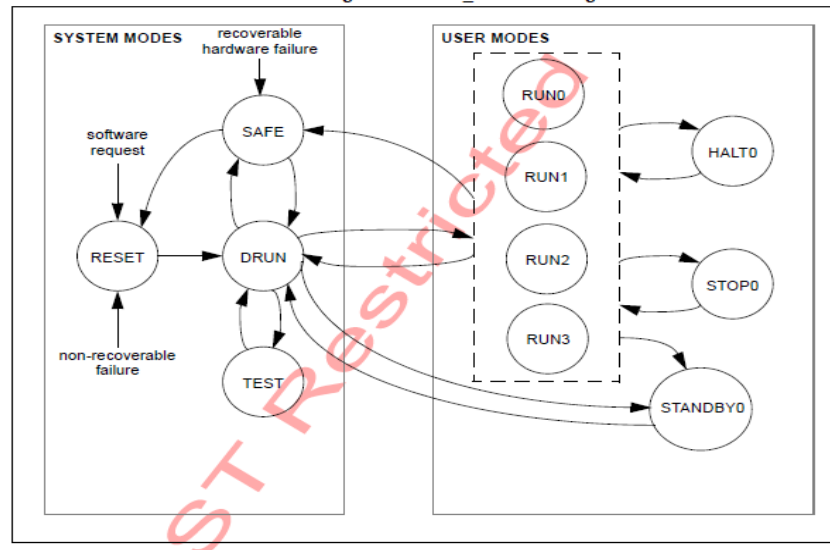 SYSTEM MODES
recoverable
hardware failure
USER MODES
RUN0
SAFE
software
request
HALT0
RUN1
RESET
DRUN
RUN2
STOP0
RUN3
non-recoverable
failure
TEST
STANDBY0
ST Restricted